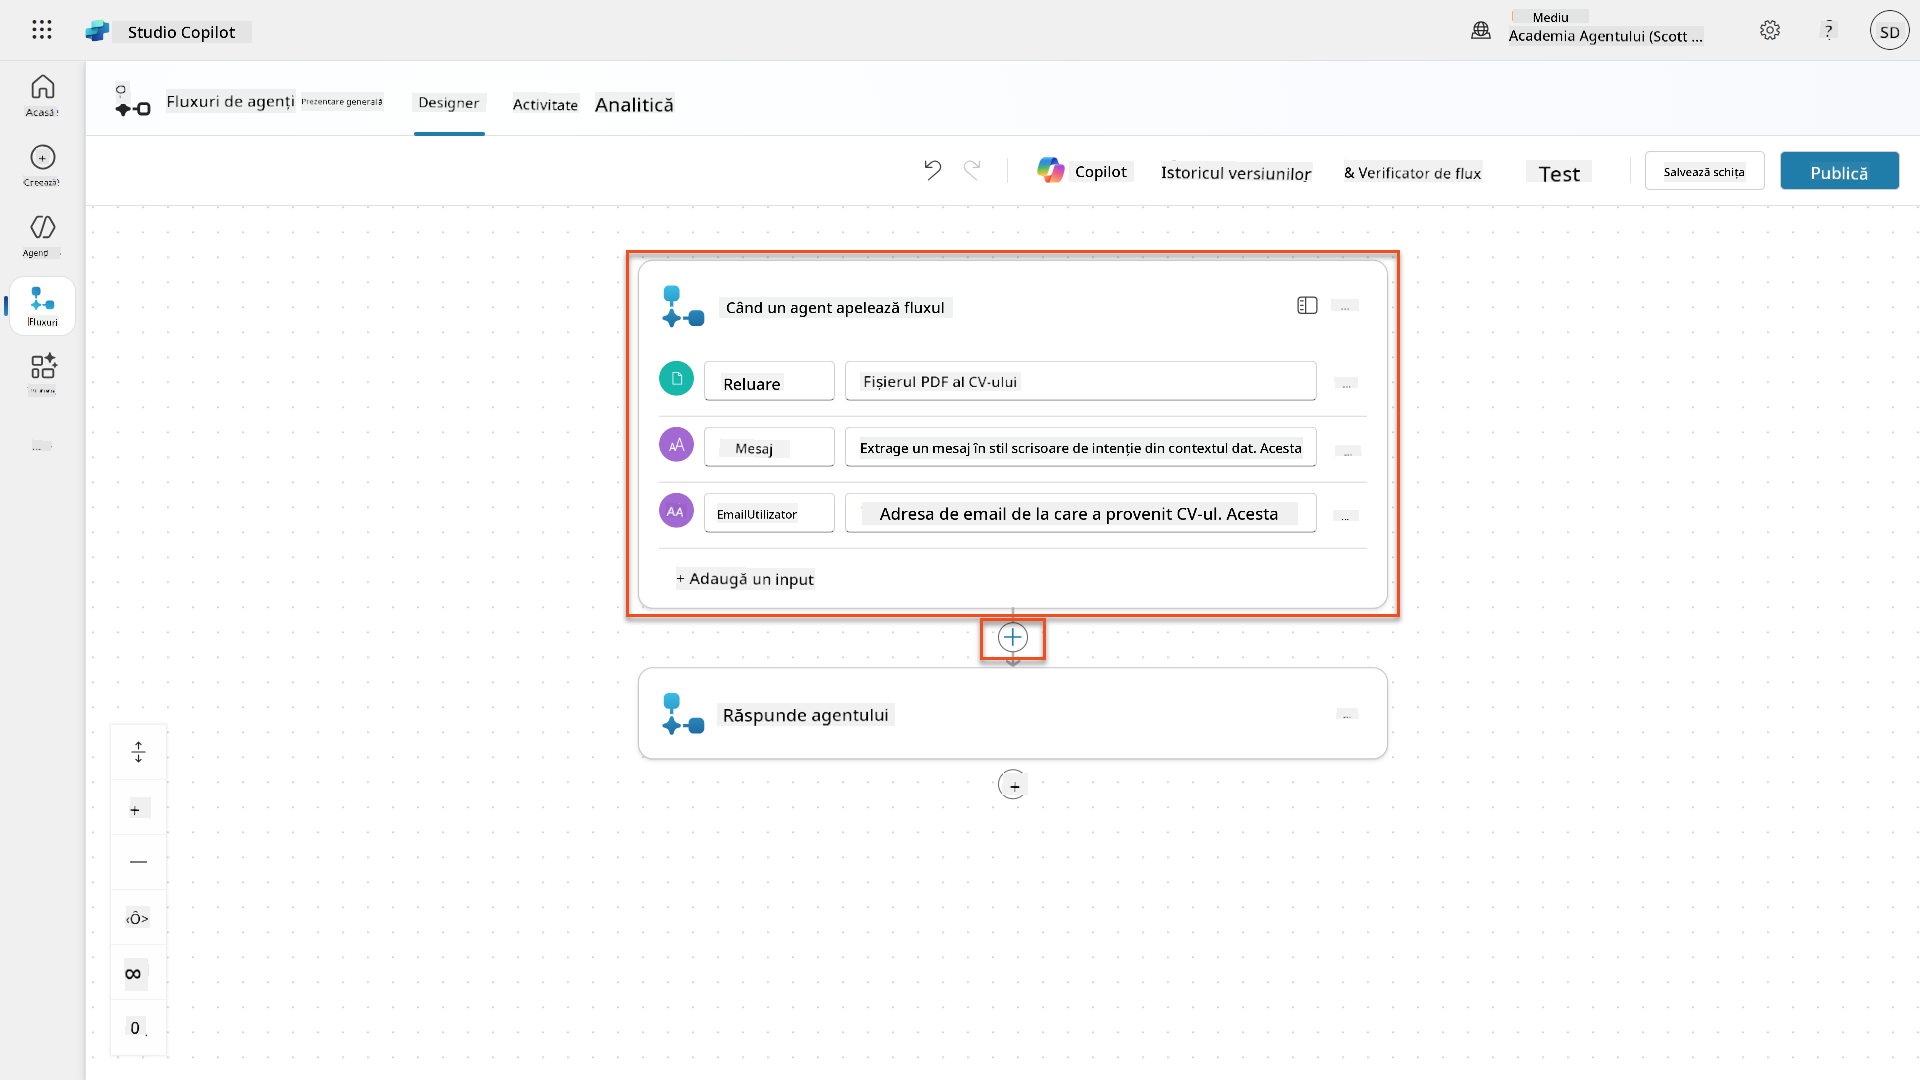 Studio Copilot
Mediu
Academia Agentului (Scott ...
?
SD
Acasă
Creează
Agenți
Fluxuri
...
Fluxuri de agenți
Prezentare generală
Designer
Activitate
Analitică
Copilot
Istoricul versiunilor
& Verificator de flux
Test
Salvează schița
Publică
Când un agent apelează fluxul
...
Reluare
Fișierul PDF al CV-ului
...
AA
Mesaj
Extrage un mesaj în stil scrisoare de intenție din contextul dat. Acesta
...
AA
EmailUtilizator
Adresa de email de la care a provenit CV-ul. Acesta
...
+ Adaugă un input
Răspunde agentului
...
+
+
‹Ô>
∞
0 .